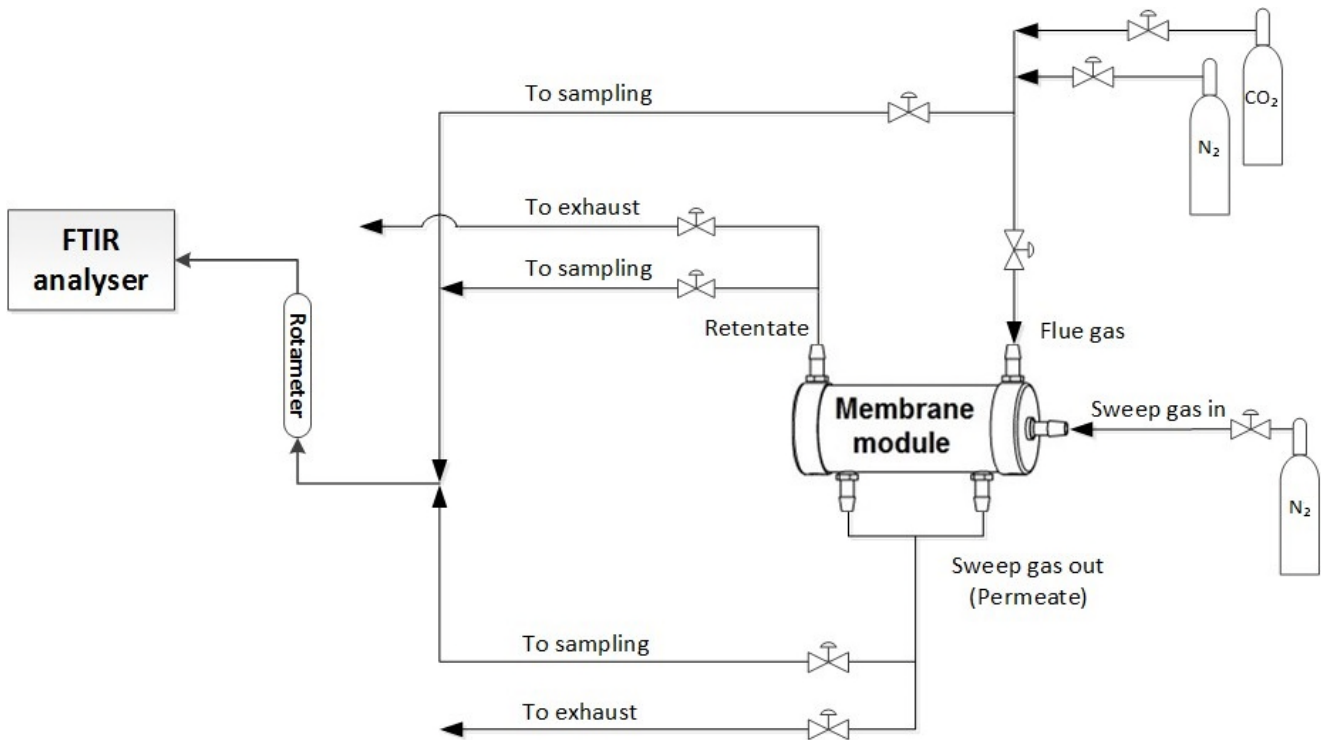 To sampling
CO₂
N₂
To exhaust
FTIR
analyser
To sampling
Rotameter
Retentate
Flue gas
Membrane
module
Sweep gas in
N₂
Sweep gas out
(Permeate)
To sampling
To exhaust